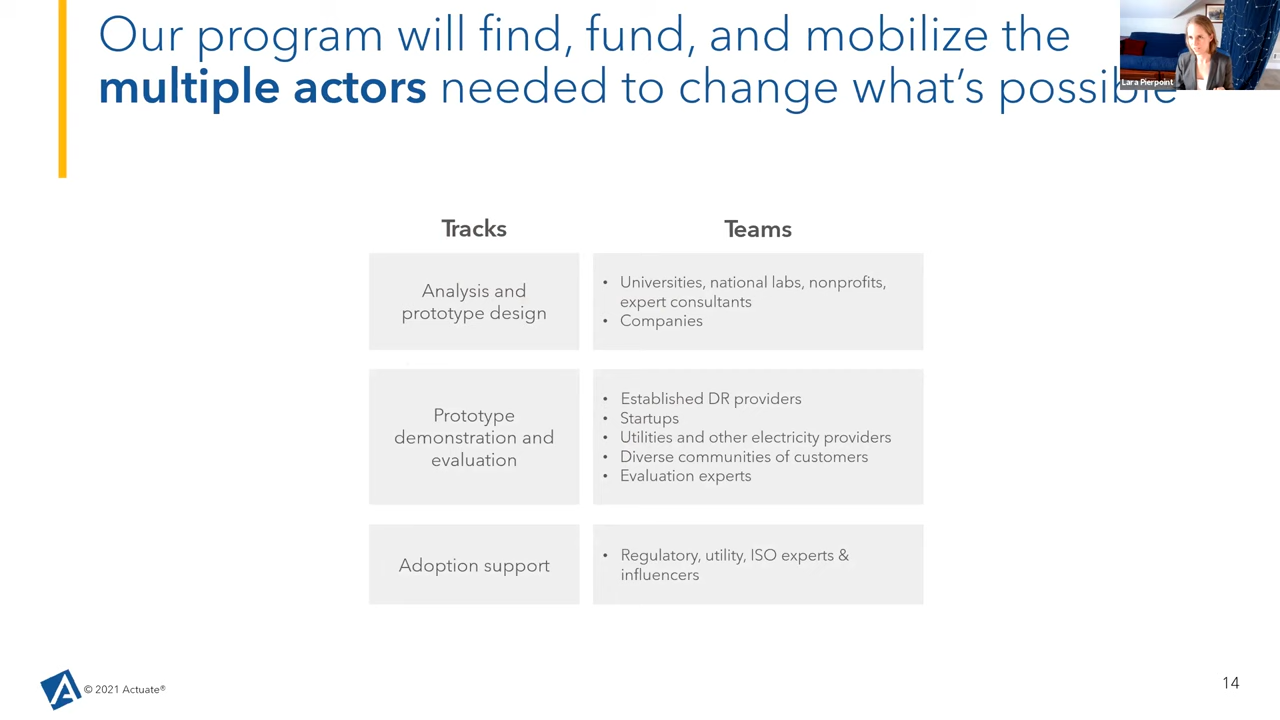 Our program will find, fund, and mobilize the
multiple actors needed to change what's possible
Lara Pierpoint
Tracks
Teams
Analysis and
prototype design
• Universities, national labs, nonprofits,
expert consultants
• Companies
Prototype
demonstration and
evaluation
• Established DR providers
• Startups
• Utilities and other electricity providers
• Diverse communities of customers
• Evaluation experts
Adoption support
• Regulatory, utility, ISO experts &
influencers
© 2021 Actuate®
14